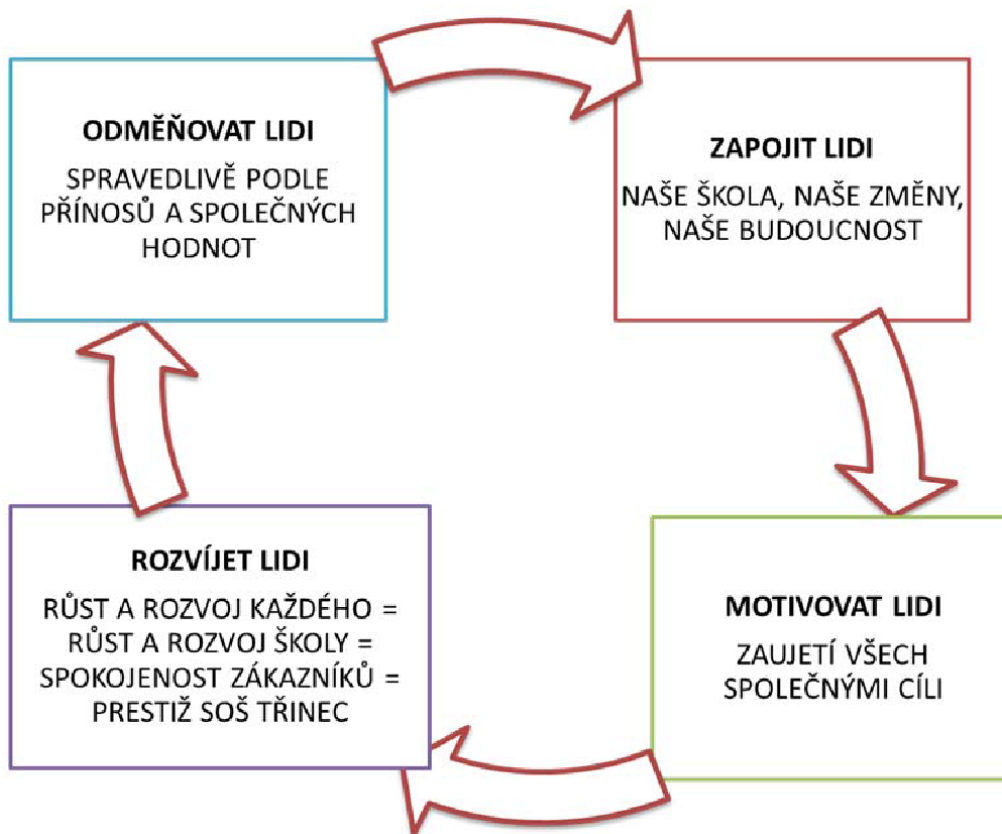 ODMĚŇOVAT LIDI
SPRAVEDLIVĚ PODLE
PŘÍNOSŮ A SPOLEČNÝCH
HODNOT
ZAPOJIT LIDI
NAŠE ŠKOLA, NAŠE ZMĚNY,
NAŠE BUDOUCNOST
ROZVÍJET LIDI
RŮST A ROZVOJ KAŽDÉHO =
RŮST A ROZVOJ ŠKOLY =
SPOKOJENOST ZÁKAZNÍKŮ =
PRESTIŽ SOŠ TŘINEC
MOTIVOVAT LIDI
ZAUJETÍ VŠECH
SPOLEČNÝMI CÍLI